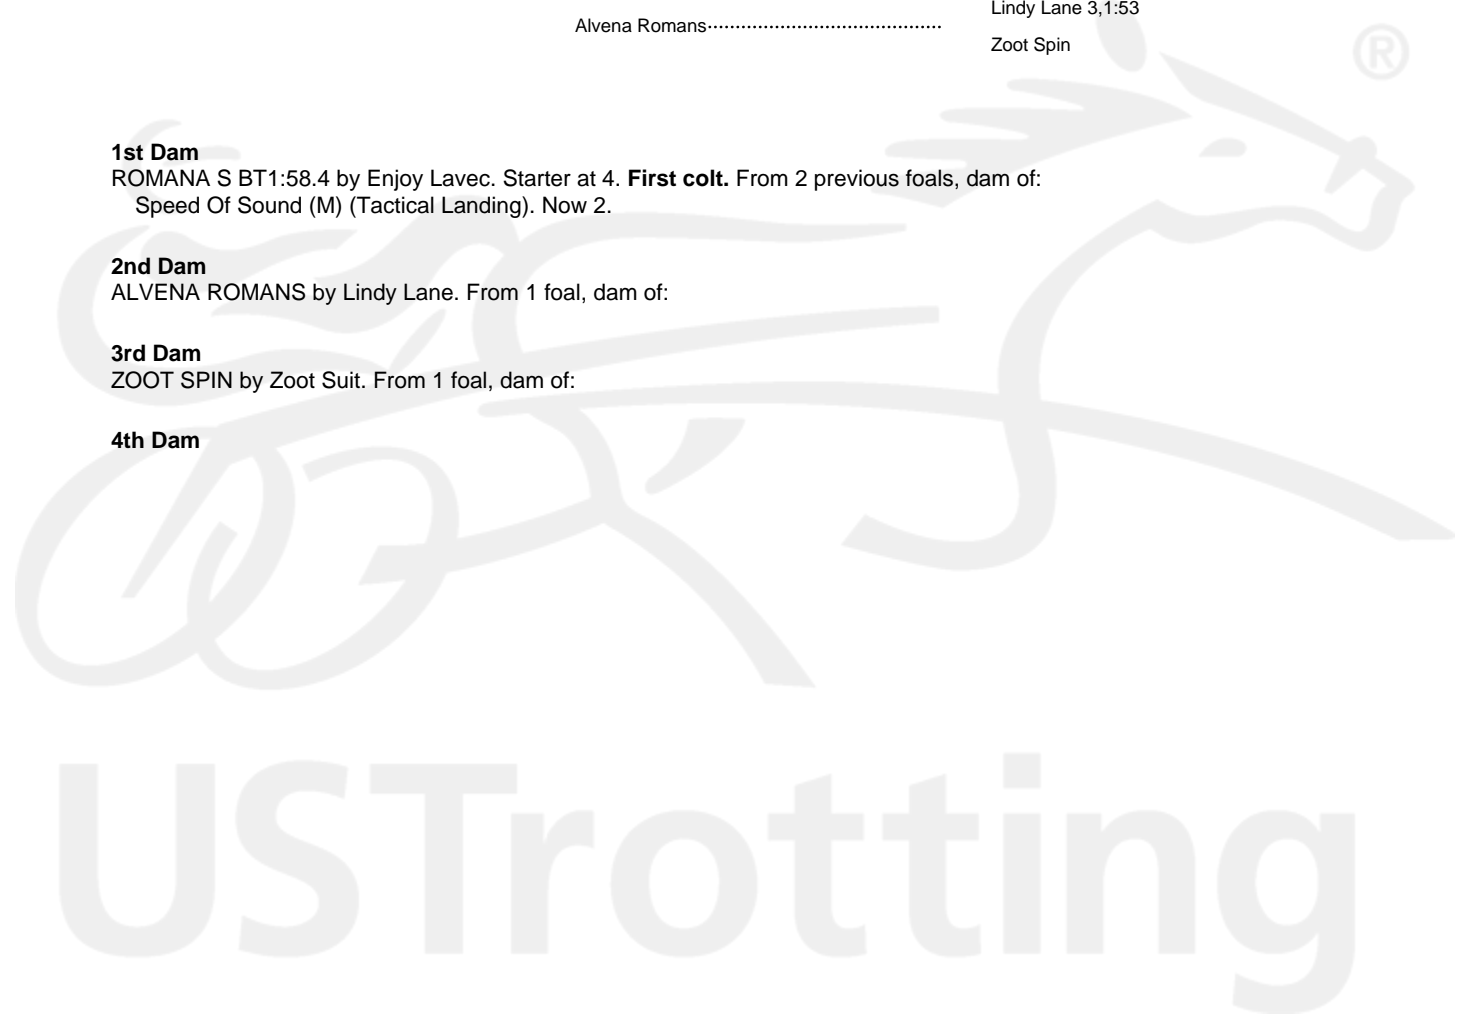 Lindy Lane 3,1:53
Alvena Romans..........................................
Zoot Spin
®
1st Dam
ROMANA S BT1:58.4 by Enjoy Lavec. Starter at 4. First colt. From 2 previous foals, dam of:
Speed Of Sound (M) (Tactical Landing). Now 2.
2nd Dam
ALVENA ROMANS by Lindy Lane. From 1 foal, dam of:
3rd Dam
ZOOT SPIN by Zoot Suit. From 1 foal, dam of:
4th Dam
USTrotting